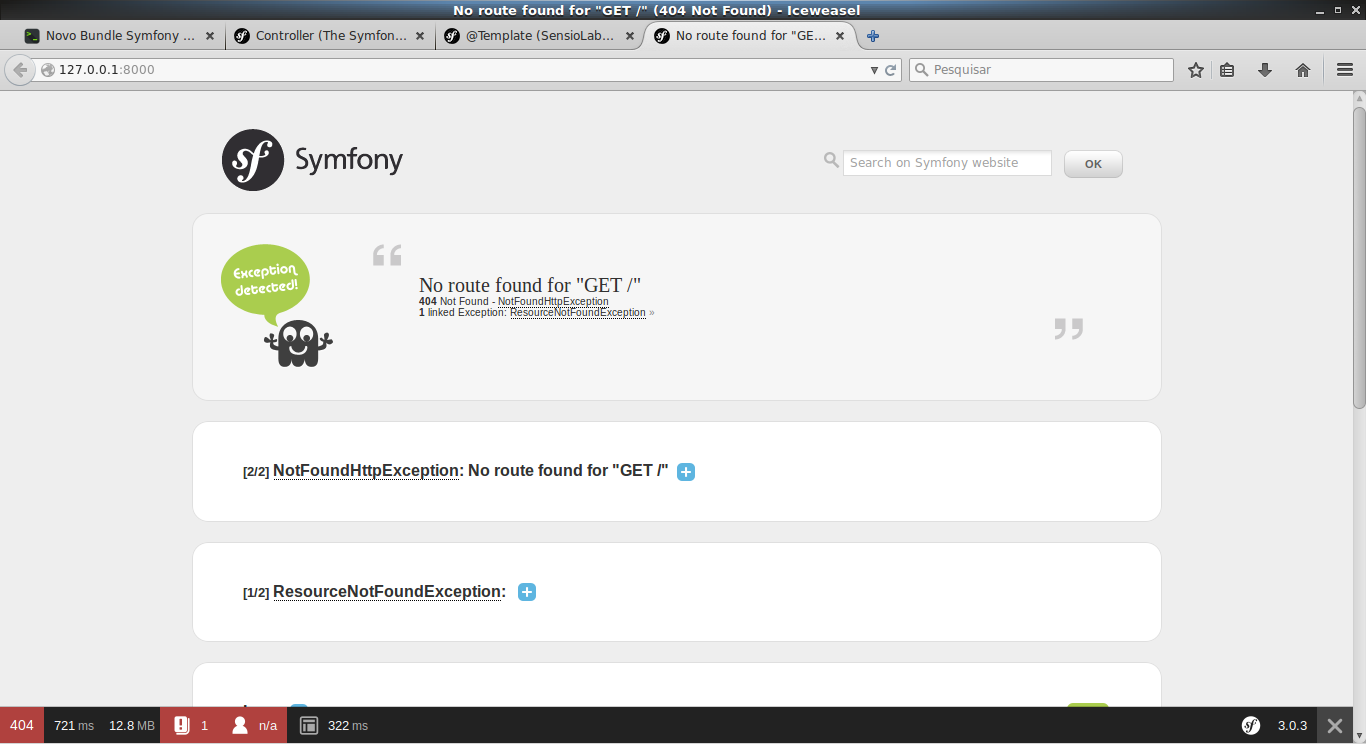 No route found for "GET /" (404 Not Found) - Iceweasel
Novo Bundle Symfony ...
Controller (The Symfon...
@Template (SensioLab...
No route found for "GE...
127.0.0.1:8000
Pesquisar
sf Symfony
Search on Symfony website
OK
Exception
detected!
“
No route found for "GET /"
404 Not Found - NotFoundHttpException
1 linked Exception: ResourceNotFoundException »
”
[2/2] NotFoundHttpException: No route found for "GET /"
[1/2] ResourceNotFoundException:
404 721 ms 12.8 MB 1 n/a 322 ms sf 3.0.3